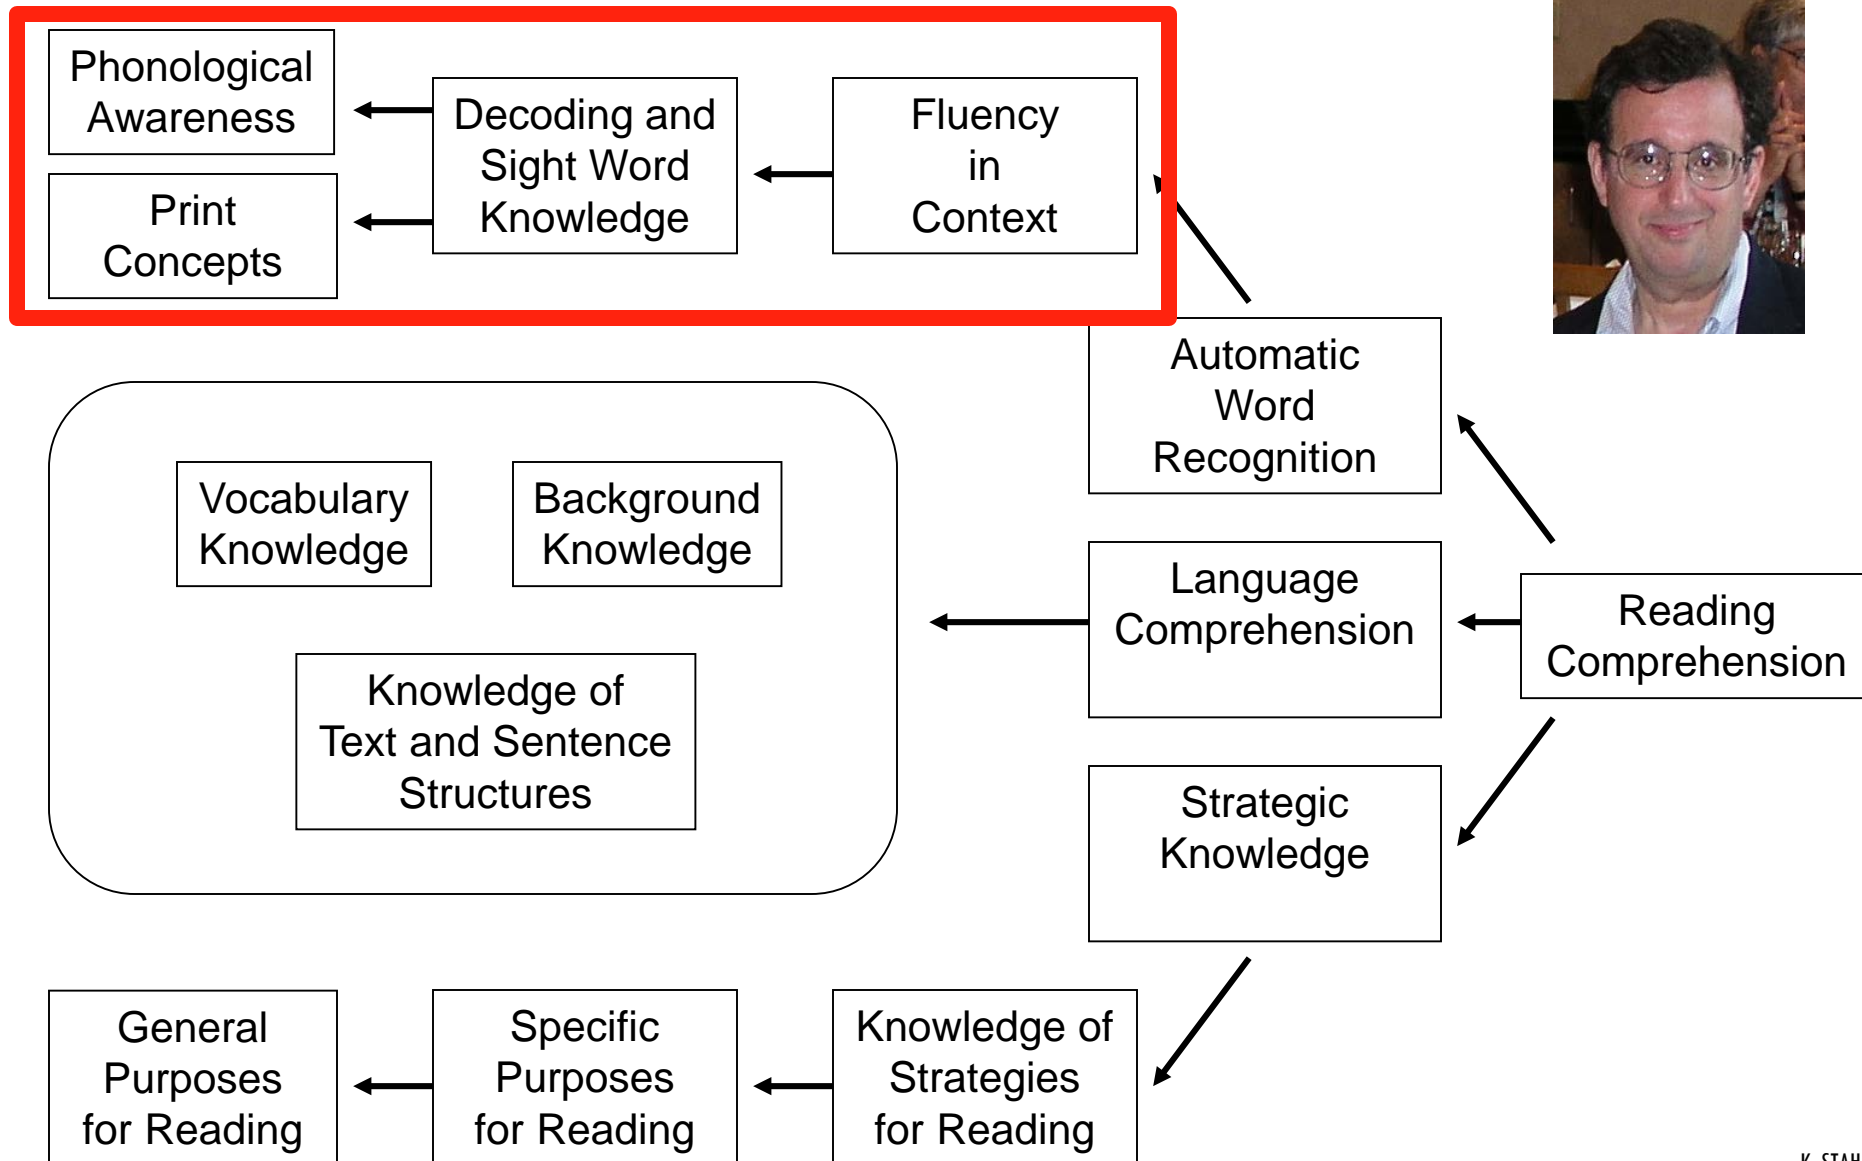 Phonological
Awareness
Print
Concepts
Decoding and
Sight Word
Knowledge
Fluency
in
Context
Automatic
Word
Recognition
Vocabulary
Knowledge
Background
Knowledge
Knowledge of
Text and Sentence
Structures
Language
Comprehension
Reading
Comprehension
Strategic
Knowledge
General
Purposes
for Reading
Specific
Purposes
for Reading
Knowledge of
Strategies
for Reading